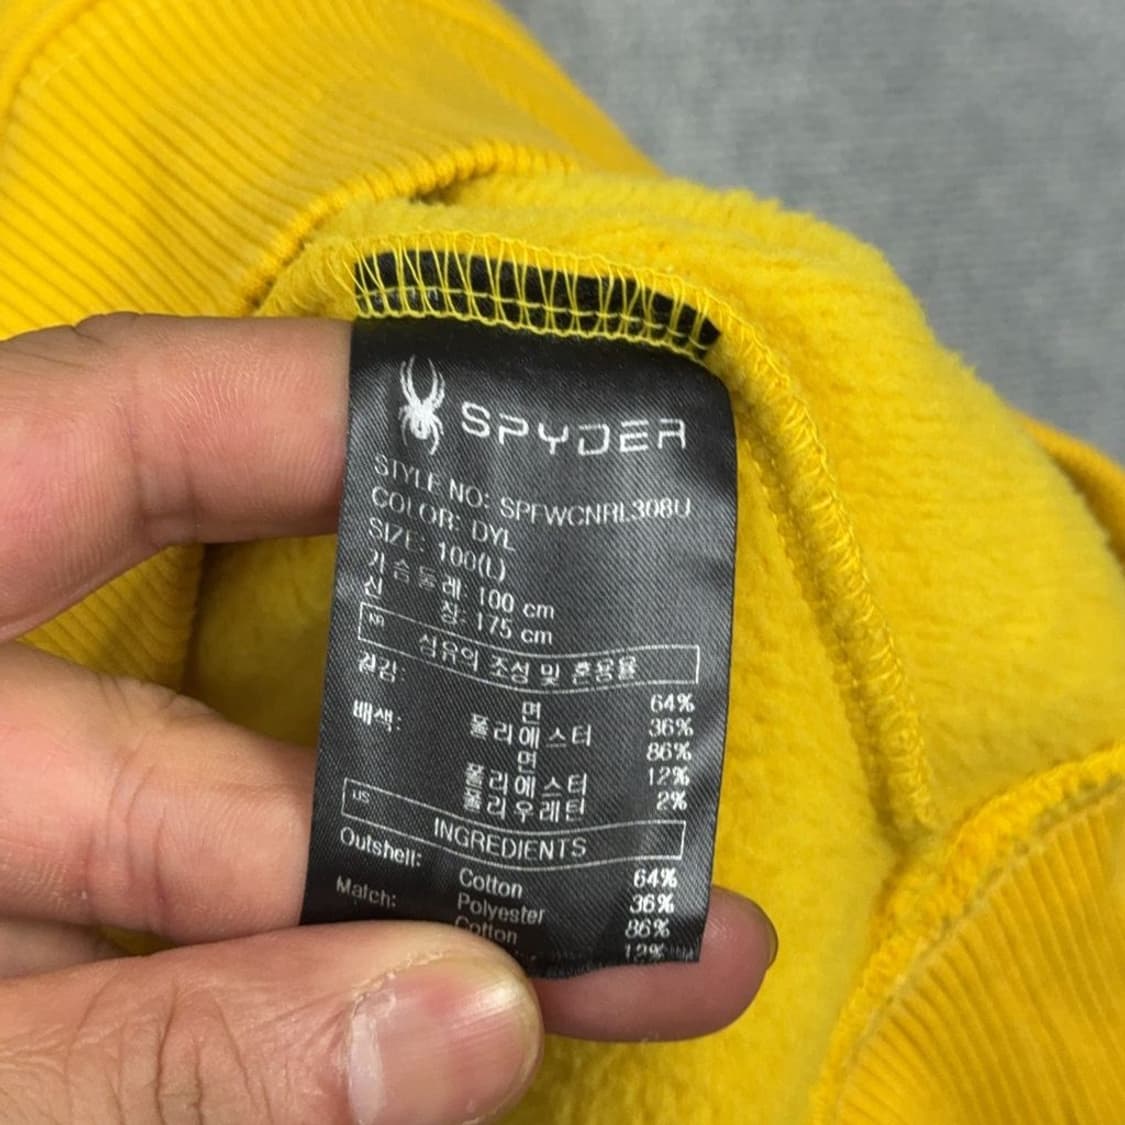 SPYDER
STYLE NO: SPFWCNRL308U
COLOR: DYL
SIZE: 100(L)
가슴둘레: 100 cm
신 장: 175 cm
KR 섬유의 조성 및 혼용율
겉감:
면 64%
배색: 폴리에스터 36%
면 86%
폴리에스터 12%
폴리우레탄 2%
US INGREDIENTS
Outshell:
Cotton 64%
Match: Polyester 36%
Cotton 86%
12%